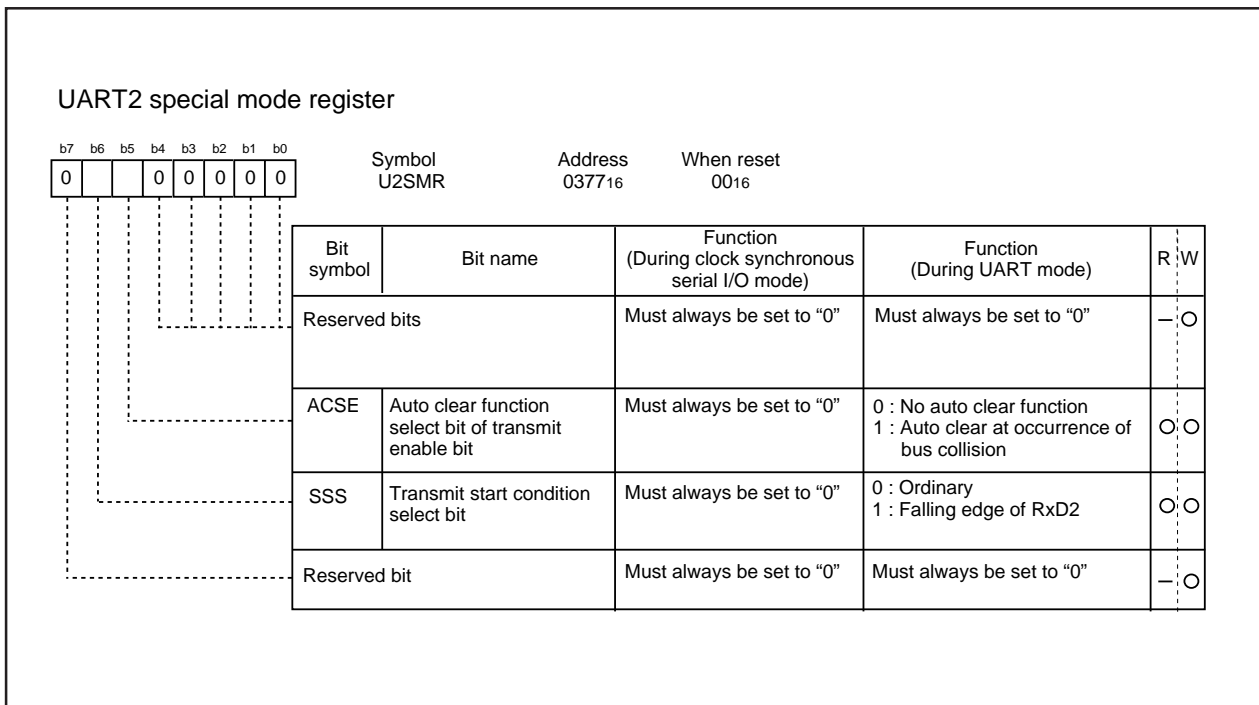 UART2 special mode register
b7 b6 b5 b4 b3 b2 b1 b0
0 0 0 0 0 0
Symbol Address When reset
U2SMR 037716 0016
Bit symbol Bit name Function (During clock synchronous serial I/O mode) Function (During UART mode) R W
Reserved bits Must always be set to “0” Must always be set to “0” – O
ACSE Auto clear function select bit of transmit enable bit Must always be set to “0” 0 : No auto clear function 1 : Auto clear at occurrence of bus collision O O
SSS Transmit start condition select bit Must always be set to “0” 0 : Ordinary 1 : Falling edge of RxD2 O O
Reserved bit Must always be set to “0” Must always be set to “0” – O